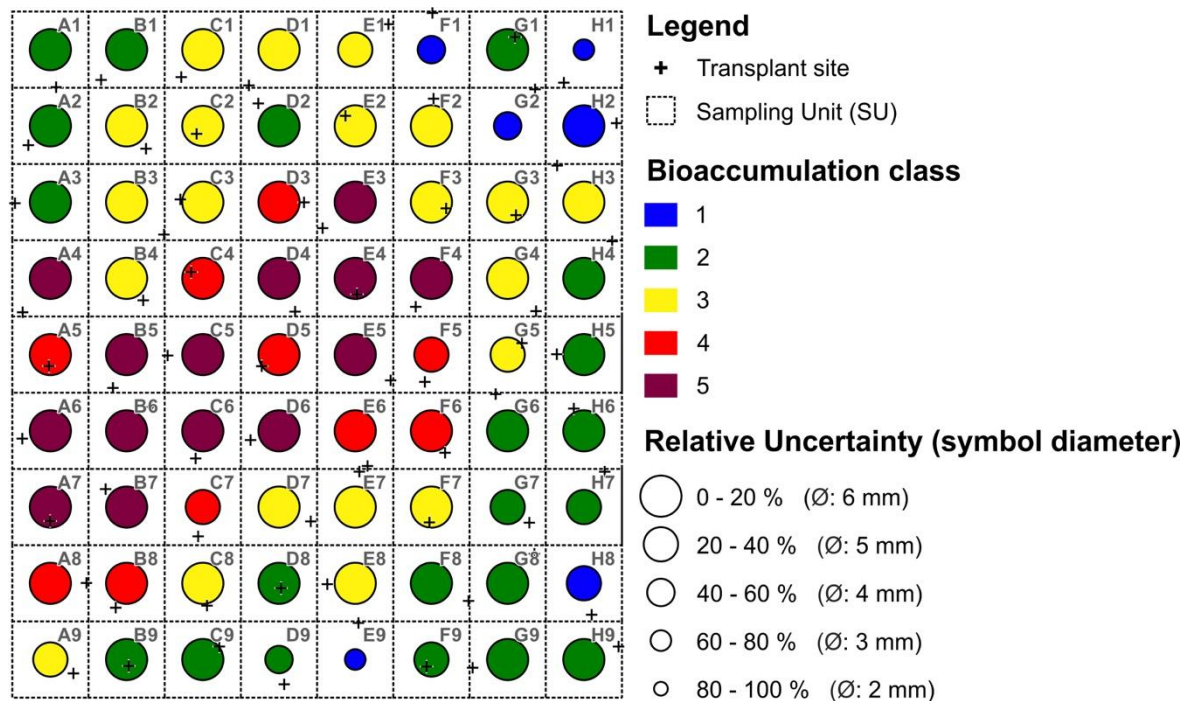 A1 B1 C1 D1 E1 F1 G1 H1
A2 B2 C2 D2 E2 F2 G2 H2
A3 B3 C3 D3 E3 F3 G3 H3
A4 B4 C4 D4 E4 F4 G4 H4
A5 B5 C5 D5 E5 F5 G5 H5
A6 B6 C6 D6 E6 F6 G6 H6
A7 B7 C7 D7 E7 F7 G7 H7
A8 B8 C8 D8 E8 F8 G8 H8
A9 B9 C9 D9 E9 F9 G9 H9
Legend
Transplant site
Sampling Unit (SU)
Bioaccumulation class
1
2
3
4
5
Relative Uncertainty (symbol diameter)
0 - 20 % (Ø: 6 mm)
20 - 40 % (Ø: 5 mm)
40 - 60 % (Ø: 4 mm)
60 - 80 % (Ø: 3 mm)
80 - 100 % (Ø: 2 mm)